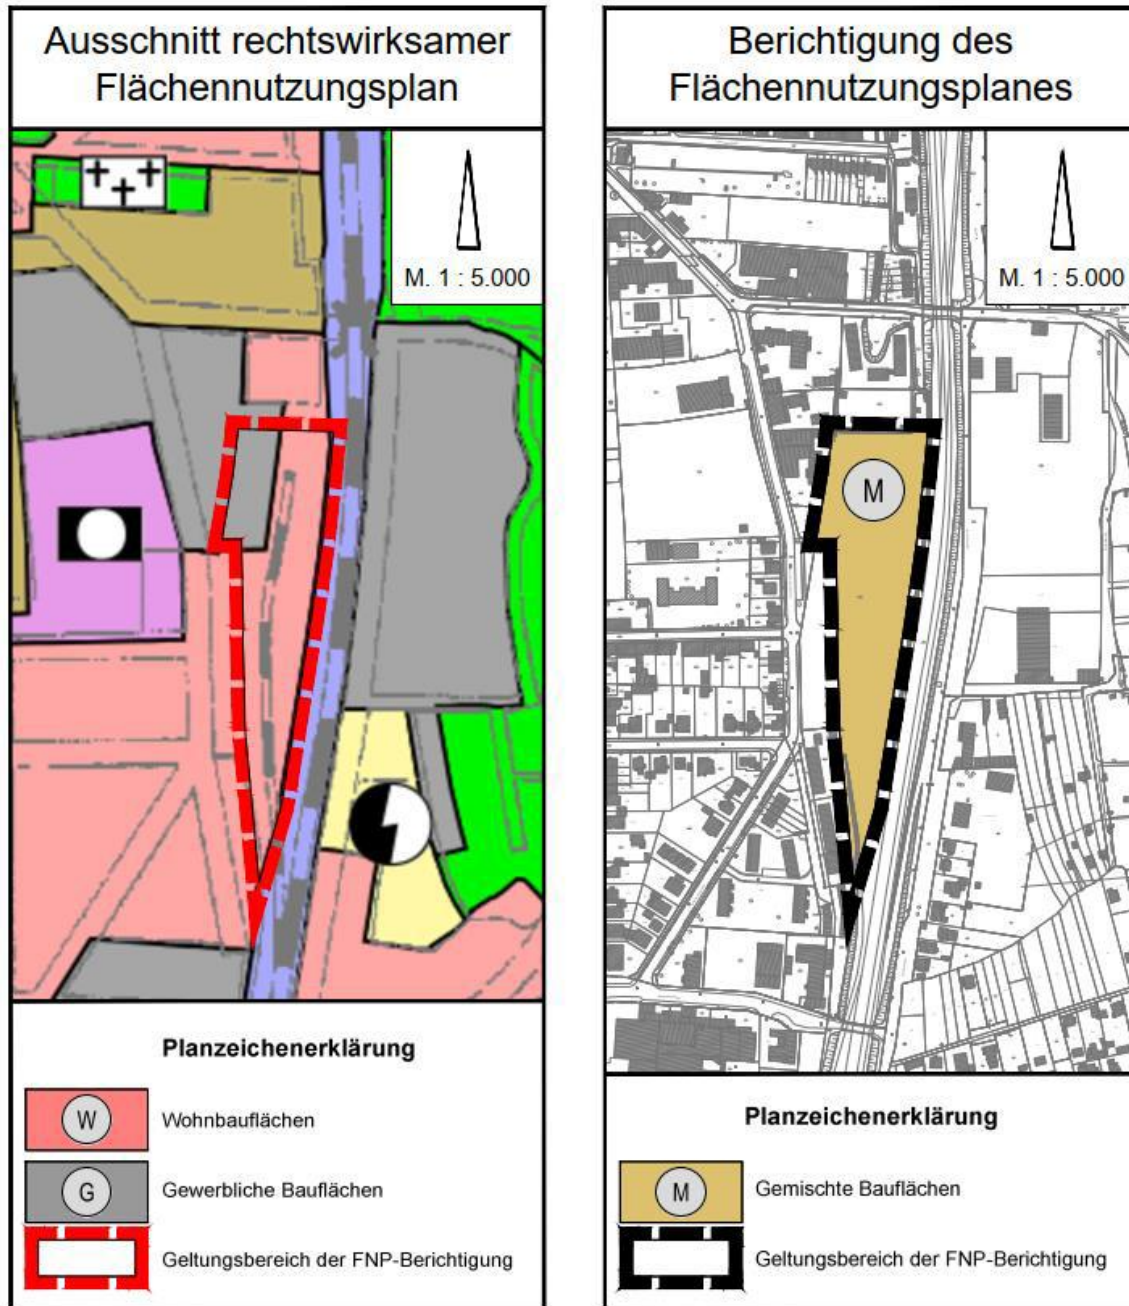 Ausschnitt rechtswirksamer
Flächennutzungsplan
M. 1 : 5.000
Planzeichenerklärung
W
Wohnbauflächen
G
Gewerbliche Bauflächen
Geltungsbereich der FNP-Berichtigung
Berichtigung des
Flächennutzungsplanes
M. 1 : 5.000
M
Planzeichenerklärung
M
Gemischte Bauflächen
Geltungsbereich der FNP-Berichtigung